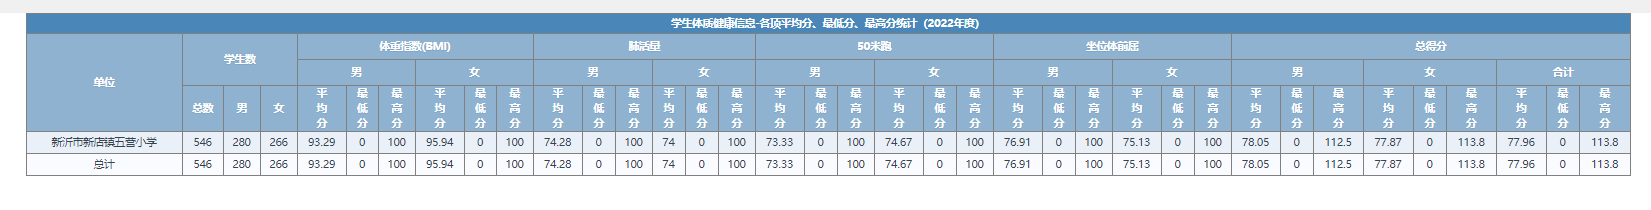 学生体质健康信息-各项平均分、最低分、最高分统计（2022年度）
单位 学生数 体重指数(BMI) 肺活量 50米跑 坐位体前屈 总得分
男 女 男 女 男 女 男 女 男 女 合计
总数 男 女 平均分 最低分 最高分 平均分 最低分 最高分 平均分 最低分 最高分 平均分 最低分 最高分 平均分 最低分 最高分 平均分 最低分 最高分 平均分 最低分 最高分 平均分 最低分 最高分 平均分 最低分 最高分 平均分 最低分 最高分 平均分 最低分 最高分
新沂市新店镇五营小学 546 280 266 93.29 0 100 95.94 0 100 74.28 0 100 74 0 100 73.33 0 100 74.67 0 100 76.91 0 100 75.13 0 100 78.05 0 112.5 77.87 0 113.8 77.96 0 113.8
总计 546 280 266 93.29 0 100 95.94 0 100 74.28 0 100 74 0 100 73.33 0 100 74.67 0 100 76.91 0 100 75.13 0 100 78.05 0 112.5 77.87 0 113.8 77.96 0 113.8